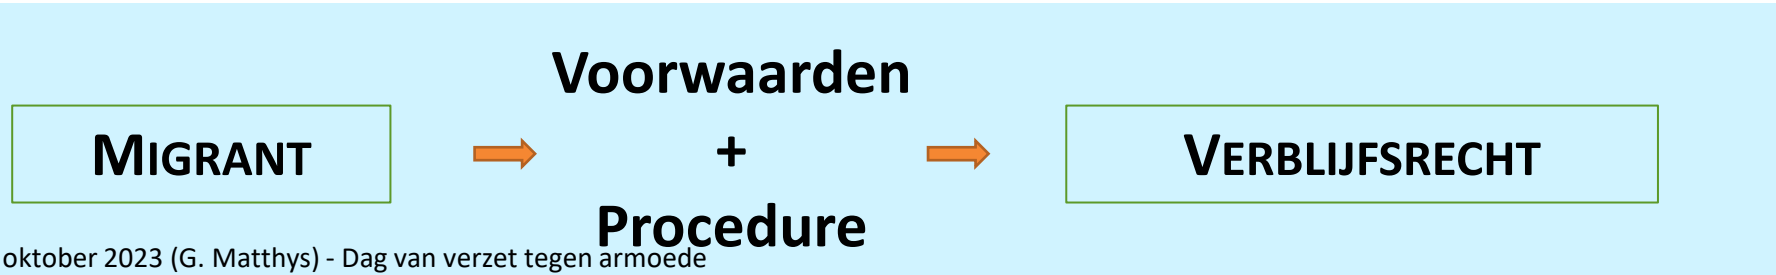 Voorwaarden
MIGRANT + VERBLIJFSRECHT
Procedure
oktober 2023 (G. Matthys) - Dag van verzet tegen armoede